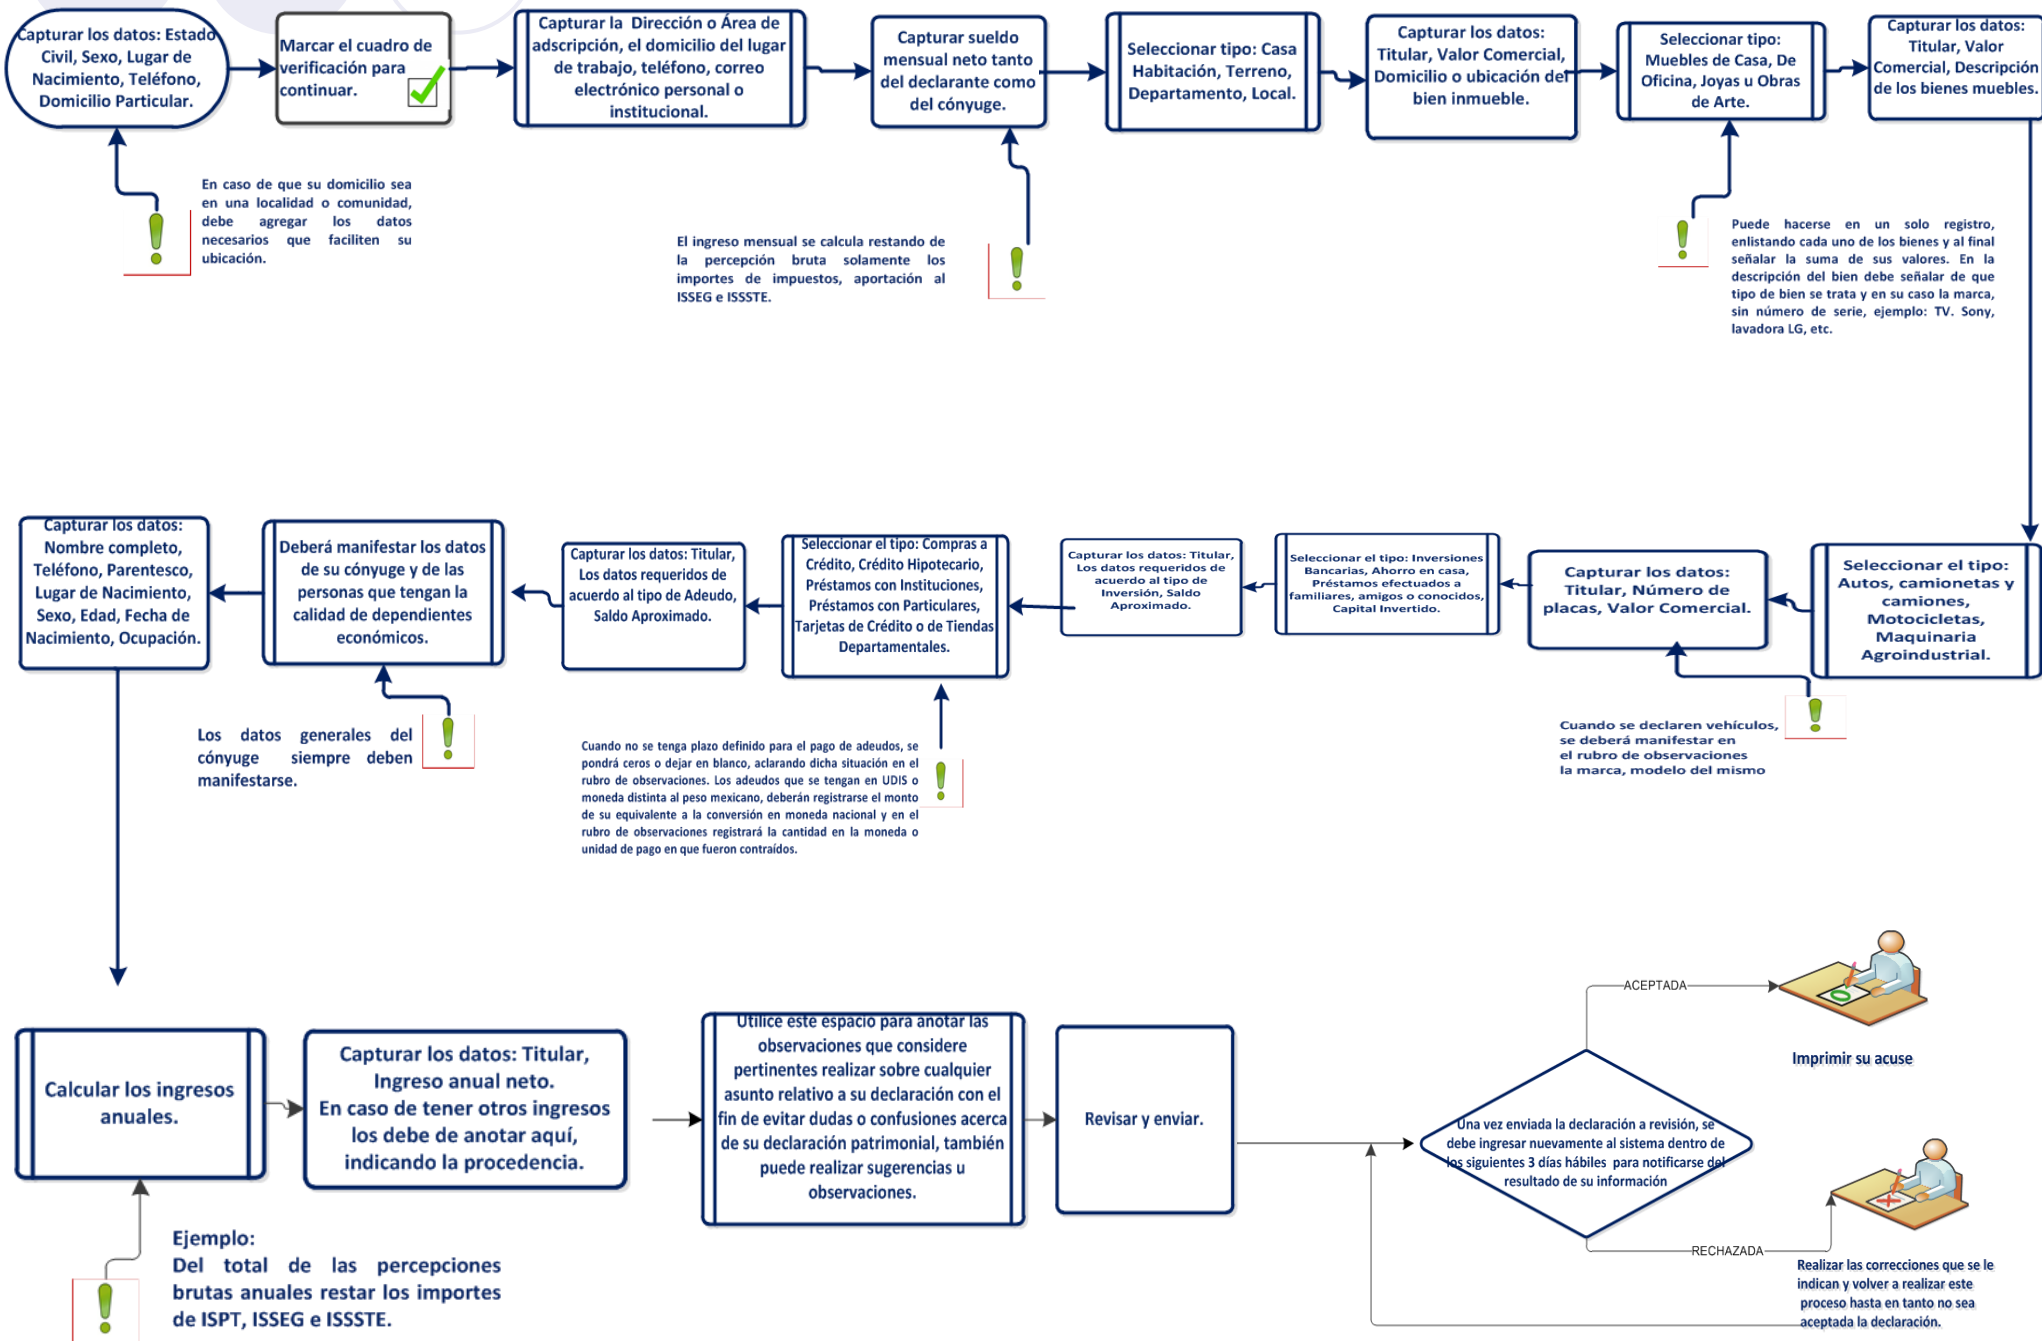 Capturar los datos: Estado
Civil, Sexo, Lugar de
Nacimiento, Teléfono,
Domicilio Particular.
Marcar el cuadro de
verificación para
continuar.
Capturar la Dirección o Área de
adscripción, el domicilio del lugar
de trabajo, teléfono, correo
electrónico personal o
institucional.
Capturar sueldo
mensual neto tanto
del declarante como
del cónyuge.
Seleccionar tipo: Casa
Habitación, Terreno,
Departamento, Local.
Capturar los datos:
Titular, Valor Comercial,
Domicilio o ubicación del
bien inmueble.
Seleccionar tipo:
Muebles de Casa, De
Oficina, Joyas u Obras
de Arte.
Capturar los datos:
Titular, Valor
Comercial, Descripción
de los bienes muebles.
En caso de que su domicilio sea
en una localidad o comunidad,
debe agregar los datos
necesarios que faciliten su
ubicación.
El ingreso mensual se calcula restando de
la percepción bruta solamente los
importes de impuestos, aportación al
ISSEG e ISSSTE.
Puede hacerse en un solo registro,
enlistando cada uno de los bienes y al final
señalar la suma de sus valores. En la
descripción del bien debe señalar de que
tipo de bien se trata y en su caso la marca,
sin número de serie, ejemplo: TV. Sony,
lavadora LG, etc.
Capturar los datos:
Nombre completo,
Teléfono, Parentesco,
Lugar de Nacimiento,
Sexo, Edad, Fecha de
Nacimiento, Ocupación.
Deberá manifestar los datos
de su cónyuge y de las
personas que tengan la
calidad de dependientes
económicos.
Capturar los datos: Titular,
Los datos requeridos de
acuerdo al tipo de Adeudo,
Saldo Aproximado.
Seleccionar el tipo: Compras a
Crédito, Crédito Hipotecario,
Préstamos con Instituciones,
Préstamos con Particulares,
Tarjetas de Crédito o de Tiendas
Departamentales.
Capturar los datos: Titular,
Los datos requeridos de
acuerdo al tipo de
Inversión, Saldo
Aproximado.
Seleccionar el tipo: Inversiones
Bancarias, Ahorro en casa,
Préstamos efectuados a
familiares, amigos o conocidos,
Capital Invertido.
Capturar los datos:
Titular, Número de
placas, Valor Comercial.
Seleccionar el tipo:
Autos, camionetas y
camiones,
Motocicletas,
Maquinaria
Agroindustrial.
Los datos generales del
cónyuge siempre deben
manifestarse.
Cuando no se tenga plazo definido para el pago de adeudos, se
pondrá ceros o dejar en blanco, aclarando dicha situación en el
rubro de observaciones. Los adeudos que se tengan en UDIS o
moneda distinta al peso mexicano, deberán registrarse el monto
de su equivalente a la conversión en moneda nacional y en el
rubro de observaciones registrará la cantidad en la moneda o
unidad de pago en que fueron contraídos.
Cuando se declaren vehículos,
se deberá manifestar en
el rubro de observaciones
la marca, modelo del mismo
Calcular los ingresos
anuales.
Capturar los datos: Titular,
Ingreso anual neto.
En caso de tener otros ingresos
los debe de anotar aquí,
indicando la procedencia.
Utilice este espacio para anotar las
observaciones que considere
pertinentes realizar sobre cualquier
asunto relativo a su declaración con el
fin de evitar dudas o confusiones acerca
de su declaración patrimonial, también
puede realizar sugerencias u
observaciones.
Revisar y enviar.
Una vez enviada la declaración a revisión, se
debe ingresar nuevamente al sistema dentro de
los siguientes 3 días hábiles para notificarse del
resultado de su información
ACEPTADA
Imprimir su acuse
RECHAZADA
Realizar las correcciones que se le
indican y volver a realizar este
proceso hasta en tanto no sea
aceptada la declaración.
Ejemplo:
Del total de las percepciones
brutas anuales restar los importes
de ISPT, ISSEG e ISSSTE.